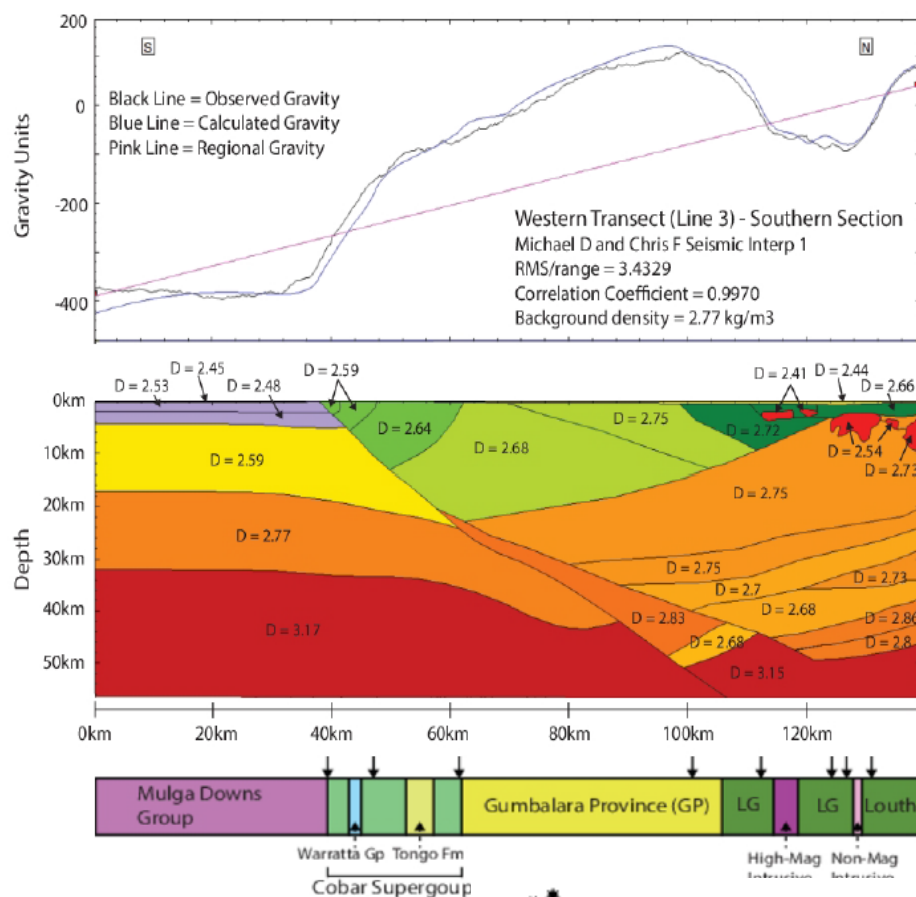 200
S
N
Black Line = Observed Gravity
Blue Line = Calculated Gravity
Pink Line = Regional Gravity
0
Gravity Units
-200
Western Transect (Line 3) - Southern Section
Michael D and Chris F Seismic Interp 1
RMS/range = 3.4329
Correlation Coefficient = 0.9970
Background density = 2.77 kg/m3
-400
D = 2.45
D = 2.59
D = 2.41
D = 2.44
D = 2.53
D = 2.48
D = 2.66
0km
D = 2.64
D = 2.75
D = 2.72
D = 2.68
D = 2.54
10km
D = 2.59
D = 2.73
D = 2.75
20km
D = 2.77
Depth
30km
D = 2.75
D = 2.7
D = 2.73
D = 2.68
40km
D = 2.83
D = 2.86
D = 3.17
D = 2.68
D = 2.8
50km
D = 3.15
0km 20km 40km 60km 80km 100km 120km
Mulga Downs
Group
Gumbalara Province (GP)
LG
LG
Louth
Warratta Gp Tongo Fm
High-Mag
Intrusive
Non-Mag
Intrusive
Cobar Supergoup